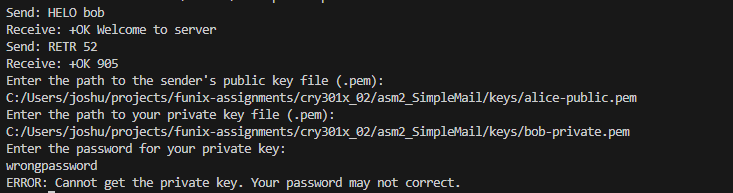 Send: HELO bob
Receive: +OK Welcome to server
Send: RETR 52
Receive: +OK 905
Enter the path to the sender's public key file (.pem):
C:/Users/joshu/projects/funix-assignments/cry301x_02/asm2_SimpleMail/keys/alice-public.pem
Enter the path to your private key file (.pem):
C:/Users/joshu/projects/funix-assignments/cry301x_02/asm2_SimpleMail/keys/bob-private.pem
Enter the password for your private key:
wrongpassword
ERROR: Cannot get the private key. Your password may not correct.